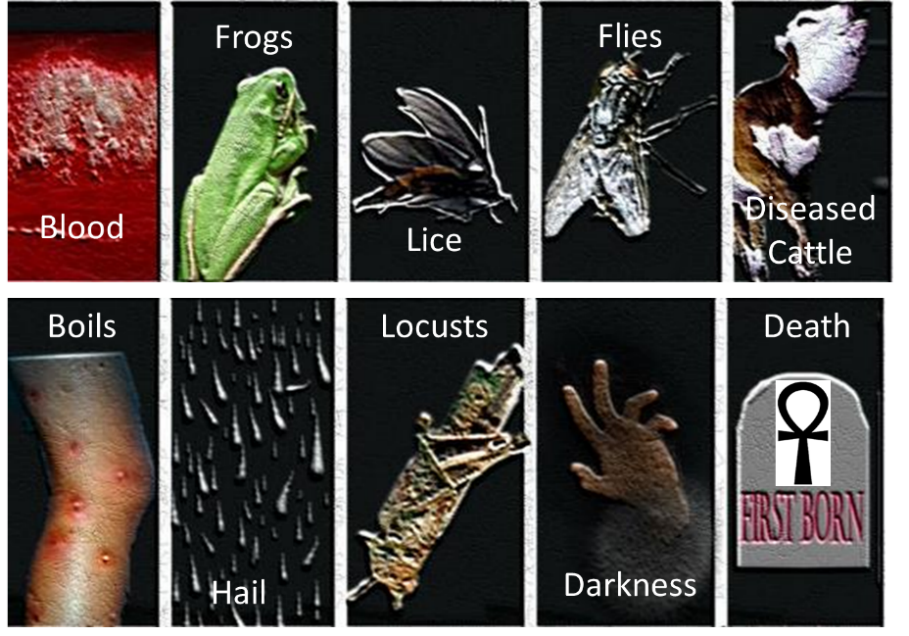 Blood
Frogs
Lice
Flies
Diseased
Cattle
Boils
Hail
Locusts
Darkness
Death
FIRST BORN